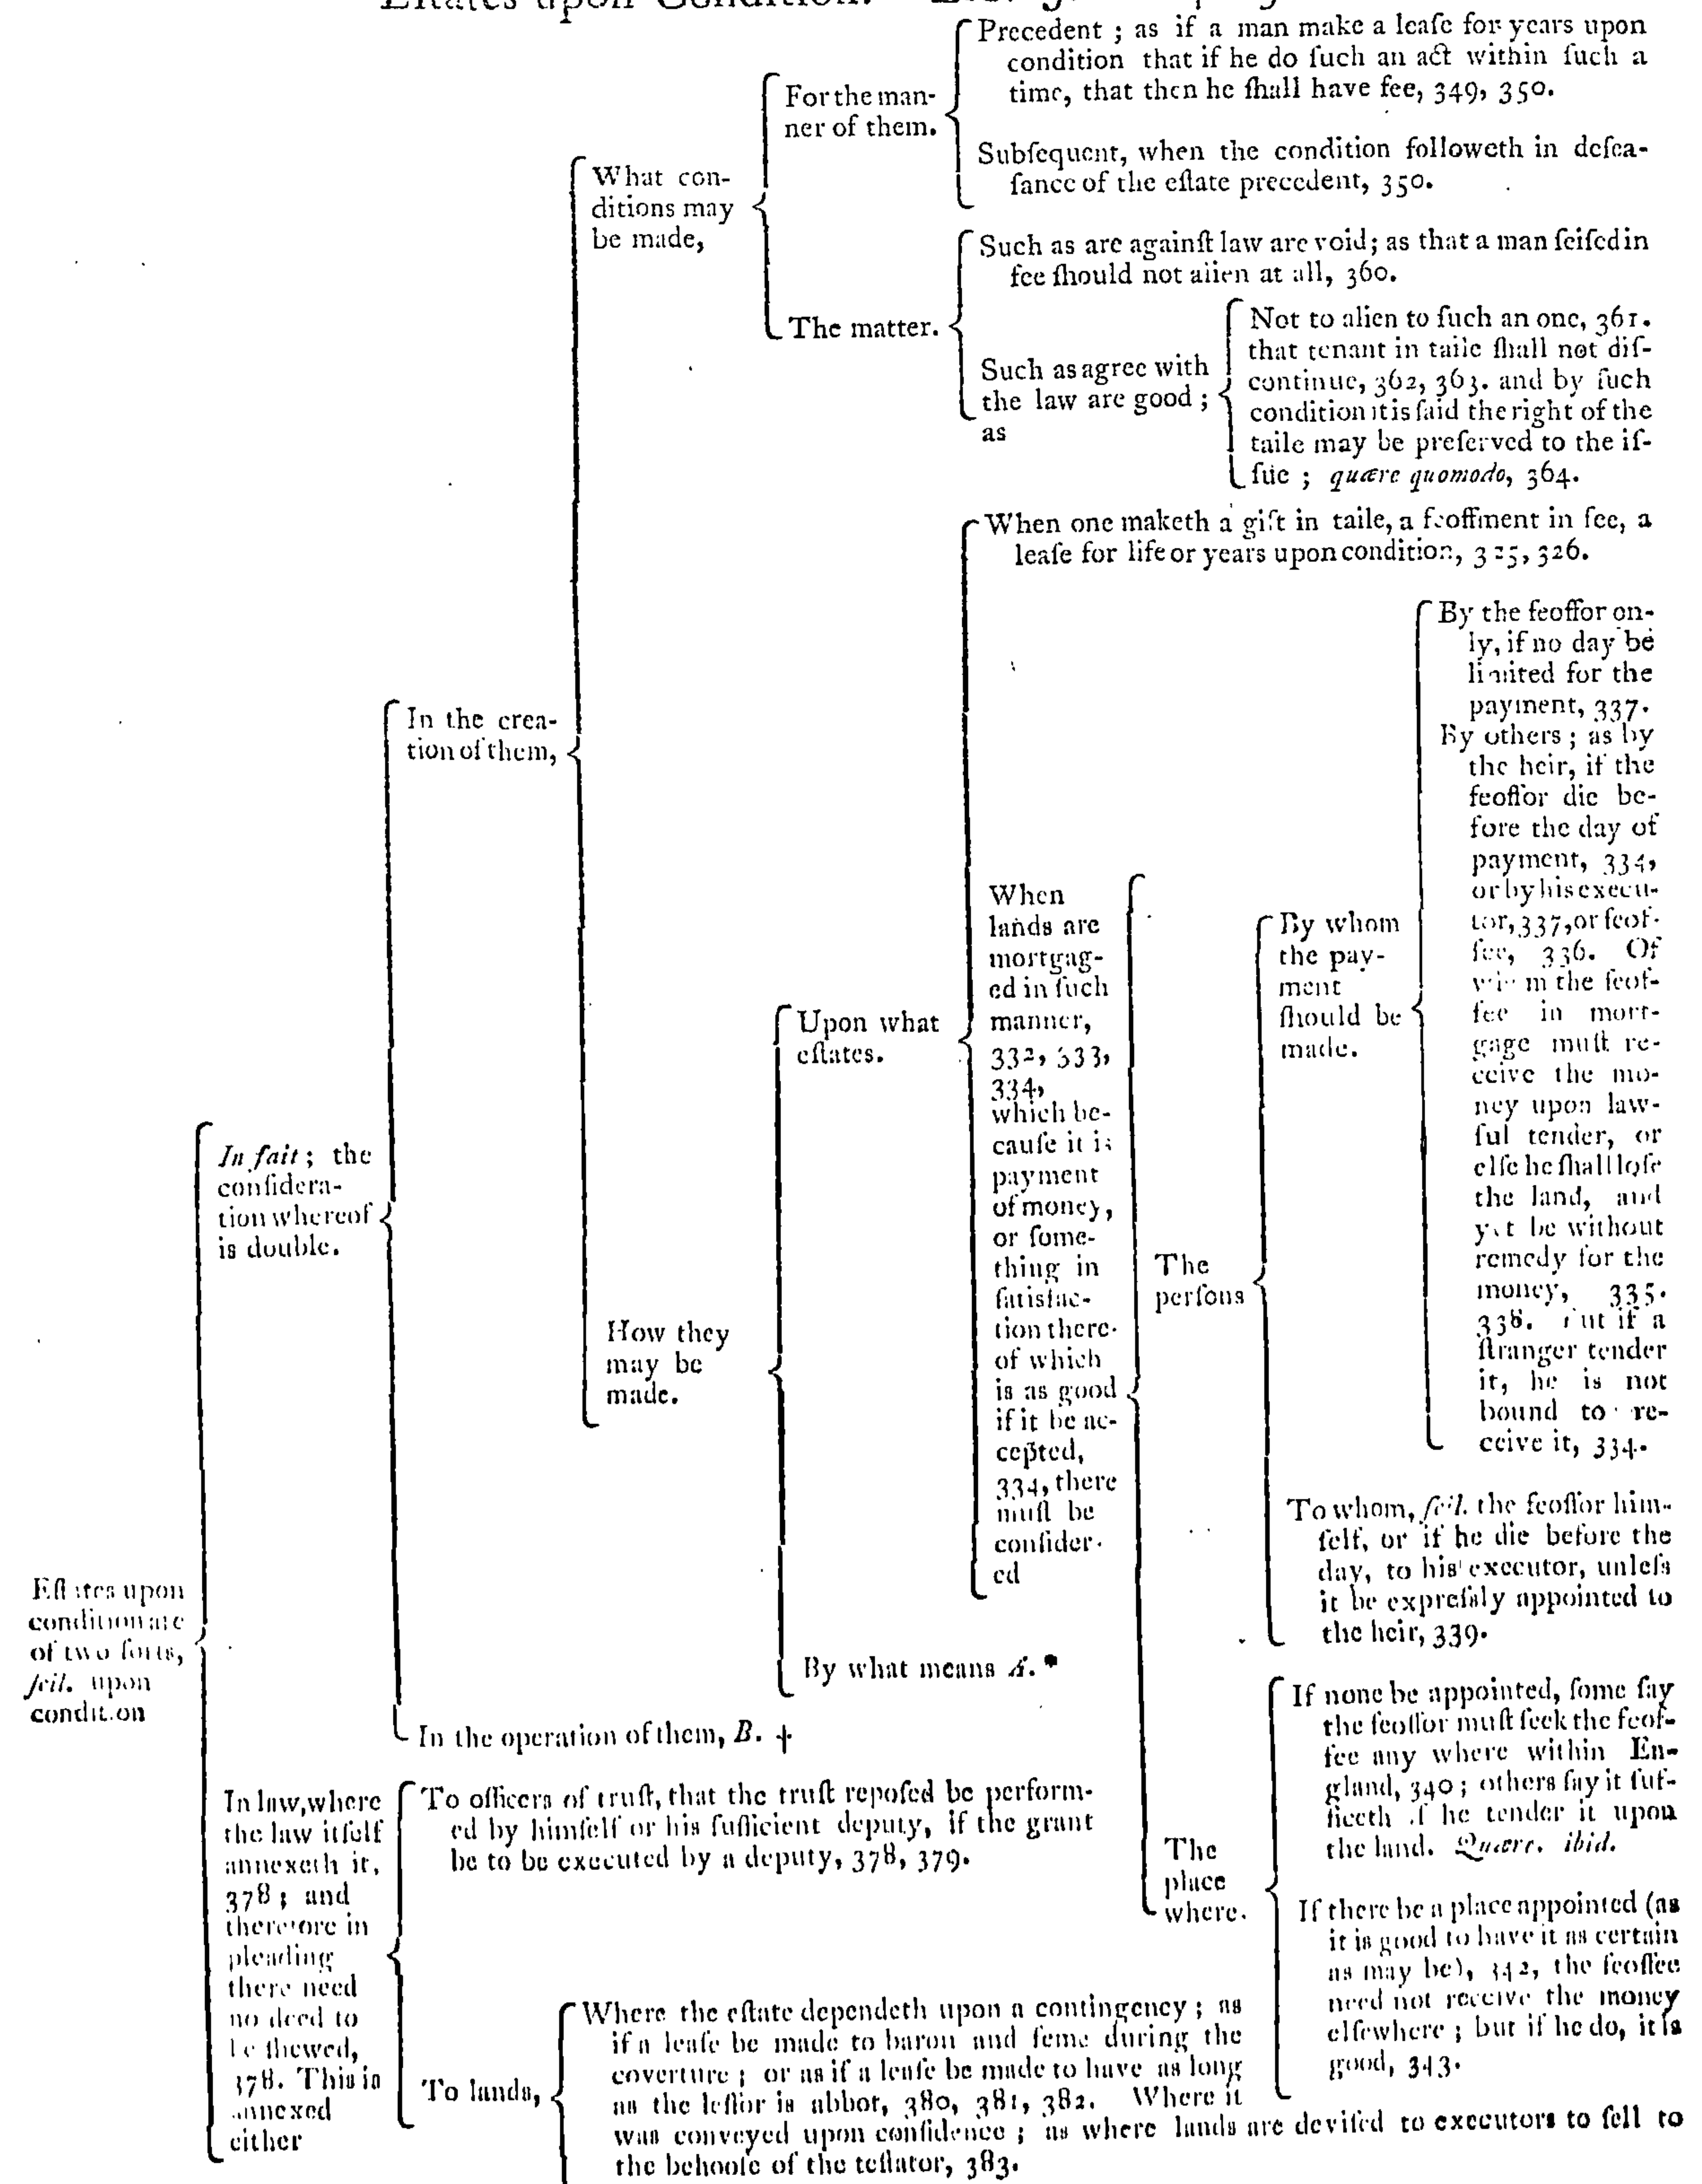 Estates upon Condition.
Precedent ; as if a man make a leaſe for years upon
condition that if he do ſuch an act within ſuch a
time, that then he ſhall have fee, 349, 350.
For the man-
ner of them.
Subſequent, when the condition followeth in defea-
ſance of the eſtate precedent, 350.
What con-
ditions may
be made,
Such as are againſt law are void; as that a man ſeiſed in
fee ſhould not alien at all, 360.
The matter.
Such as agree with
the law are good ;
as
Not to alien to ſuch an one, 361.
that tenant in taile ſhall not diſ-
continue, 362, 363. and by ſuch
condition it is ſaid the right of the
taile may be preſerved to the iſ-
ſue ; quære quomodo, 364.
When one maketh a gift in taile, a feoffment in fee, a
leaſe for life or years upon condition, 325, 326.
In the crea-
tion of them,
By the feoffor on-
ly, if no day be
limited for the
payment, 337.
By others ; as by
the heir, if the
feoffor die be-
fore the day of
payment, 334,
or by his execu-
tor, 337, or feof-
fee, 336. Of
the feof-
fee in mort-
gage muſt re-
ceive the mo-
ney upon law-
ful tender, or
elſe he ſhall loſe
the land, and
yet be without
remedy for the
money, 335.
338. But if a
ſtranger tender
it, he is not
bound to re-
ceive it, 334.
By whom
the pay-
ment
ſhould be
made.
When
lands are
mortgag-
ed in ſuch
manner,
332, 333,
334,
which be-
cauſe it is
payment
of money,
or ſome-
thing in
ſatisfac-
tion there-
of which
is as good
if it be ac-
cepted,
334, there
muſt be
conſider-
ed
Upon what
eſtates.
In fait ; the
conſidera-
tion whereof
is double.
The
perſons
How they
may be
made.
To whom, ſcil. the feoffor him-
ſelf, or if he die before the
day, to his executor, unleſs
it be expreſsly appointed to
the heir, 339.
Eſtates upon
condition are
of two ſorts,
ſcil. upon
condition
By what means A. *
If none be appointed, ſome ſay
the feoffor muſt ſeek the feof-
fee any where within En-
gland, 340 ; others ſay it ſuf-
ficeth if he tender it upon
the land. Quære. ibid.
In the operation of them, B. †
In law, where
the law itſelf
annexeth it,
378 ; and
therefore in
pleading
there need
no deed to
be ſhewed,
378. This is
annexed
either
To officers of truſt, that the truſt repoſed be perform-
ed by himſelf or his ſufficient deputy, if the grant
be to be executed by a deputy, 378, 379.
The
place
where.
If there be a place appointed (as
it is good to have it as certain
as may be), 342, the feoffee
need not receive the money
elſewhere ; but if he do, it is
good, 343.
To lands,
Where the eſtate dependeth upon a contingency ; as
if a leaſe be made to baron and feme during the
coverture ; or as if a leaſe be made to have as long
as the leſſor is abbot, 380, 381, 382. Where it
was conveyed upon confidence ; as where lands are deviſed to executors to ſell to
the behooſe of the teſtator, 383.